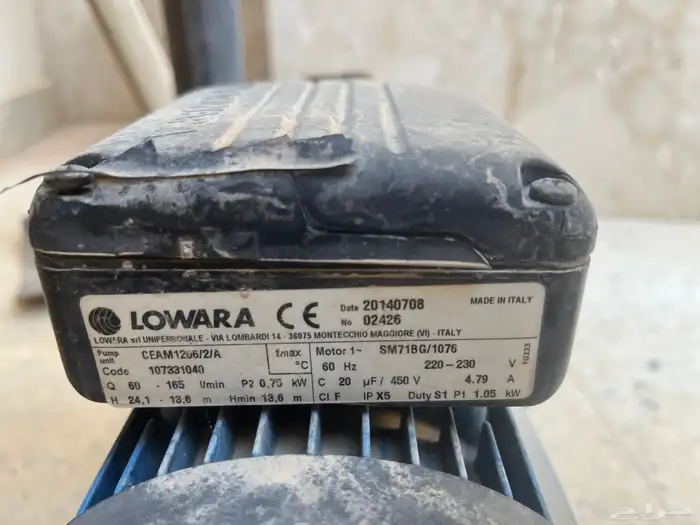 LOWARA CE Date 20140708 MADE IN ITALY
No 02426
LOWARA srl UNIPERSONALE - VIA LOMBARDI 14 - 36075 MONTECCHIO MAGGIORE (VI) - ITALY
Pump unit CEAM1206/2/A tmax °C Motor 1~ SM71BG/1076
Code 107331040 60 Hz 220-230 V
Q 60 - 165 l/min P2 0,75 kW C 20 µF/ 450 V 4.79 A
H 24,1 - 13,6 m Hmin 13,6 m Cl F IP X5 Duty S1 P1 1.05 kW
10223
حراج